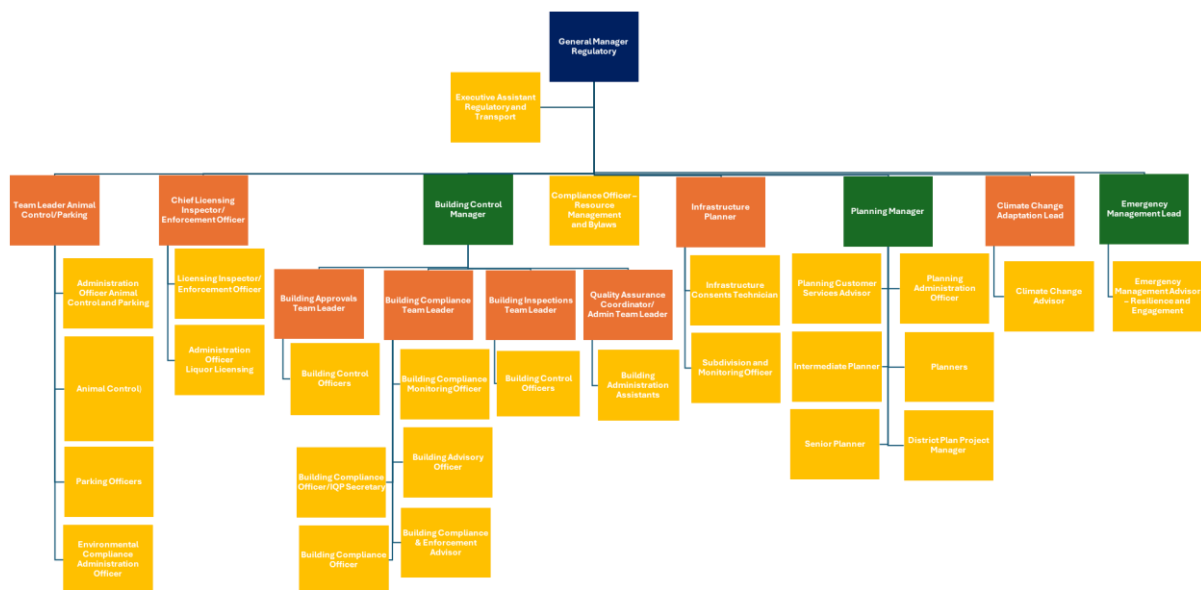 General Manager
Regulatory
Executive Assistant
Regulatory and
Transport
Team Leader Animal
Control/Parking
Chief Licensing
Inspector/
Enforcement Officer
Building Control
Manager
Compliance Officer –
Resource
Management
and Bylaws
Infrastructure
Planner
Planning Manager
Climate Change
Adaptation Lead
Emergency
Management Lead
Administration
Officer Animal
Control and Parking
Animal Control)
Parking Officers
Environmental
Compliance
Administration
Officer
Licensing Inspector/
Enforcement Officer
Administration
Officer
Liquor Licensing
Building Approvals
Team Leader
Building Control
Officers
Building Compliance
Team Leader
Building Compliance
Monitoring Officer
Building Advisory
Officer
Building Compliance
Officer/IQP Secretary
Building Compliance
& Enforcement
Advisor
Building Compliance
Officer
Building Inspections
Team Leader
Building Control
Officers
Quality Assurance
Coordinator/
Admin Team Leader
Building
Administration
Assistants
Infrastructure
Consents Technician
Subdivision and
Monitoring Officer
Planning Customer
Services Advisor
Planning
Administration
Officer
Intermediate Planner
Planners
Senior Planner
District Plan Project
Manager
Climate Change
Advisor
Emergency
Management Advisor
– Resilience and
Engagement